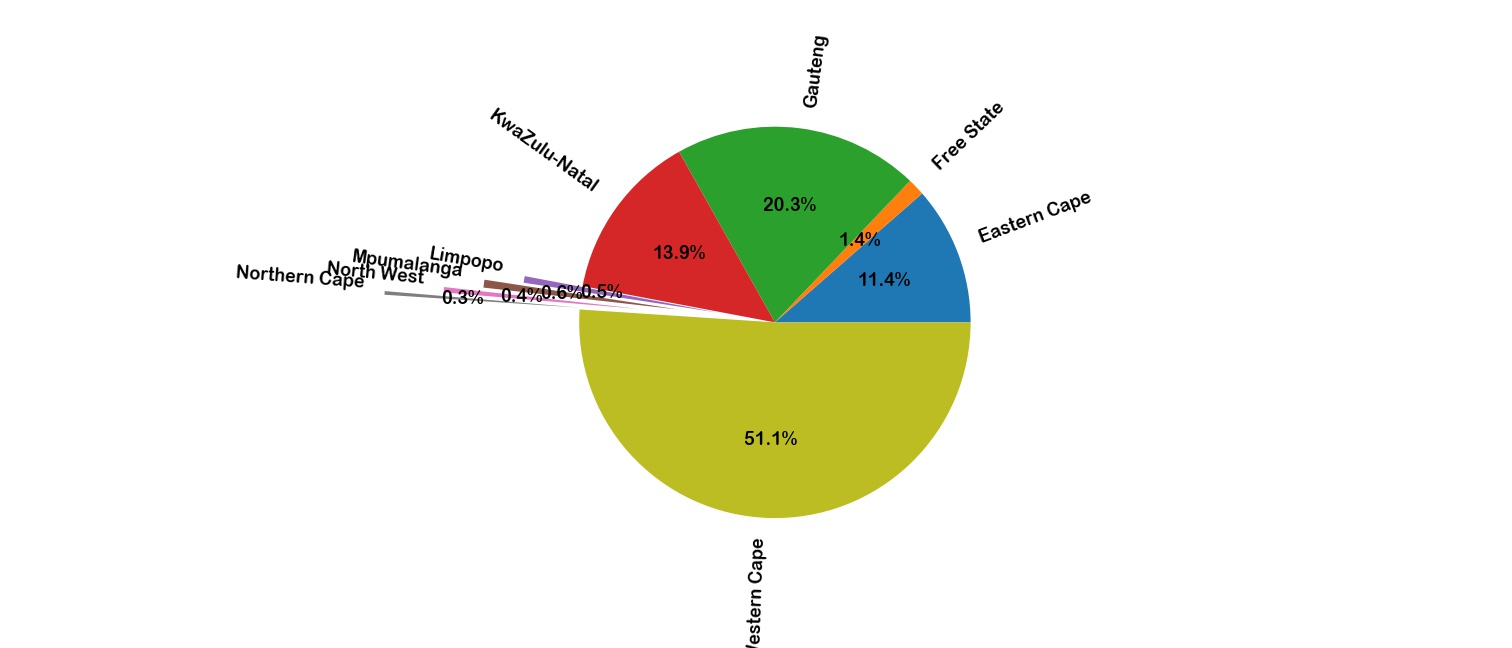 Gauteng
Free State
KwaZulu-Natal
Eastern Cape
Limpopo
Mpumalanga
North West
Northern Cape
20.3%
1.4%
13.9%
11.4%
0.5%
0.6%
0.4%
0.3%
51.1%
estern Cape